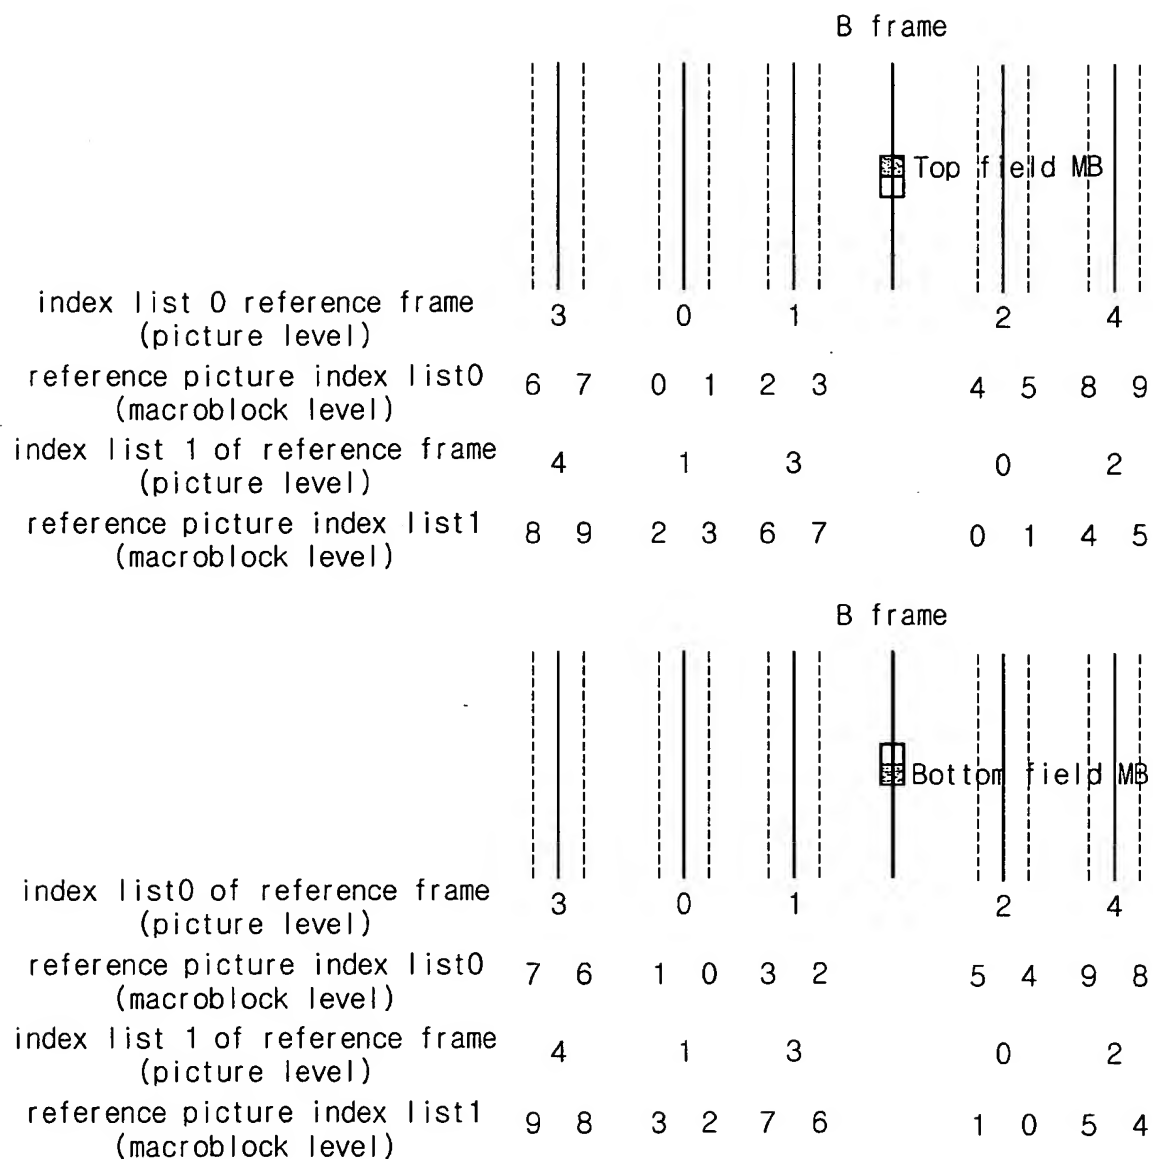 B frame
Top field MB
index list 0 reference frame
(picture level)
3 0 1 2 4
reference picture index list0
(macroblock level)
6 7 0 1 2 3 4 5 8 9
index list 1 of reference frame
(picture level)
4 1 3 0 2
reference picture index list1
(macroblock level)
8 9 2 3 6 7 0 1 4 5
B frame
Bottom field MB
index list0 of reference frame
(picture level)
3 0 1 2 4
reference picture index list0
(macroblock level)
7 6 1 0 3 2 5 4 9 8
index list 1 of reference frame
(picture level)
4 1 3 0 2
reference picture index list1
(macroblock level)
9 8 3 2 7 6 1 0 5 4